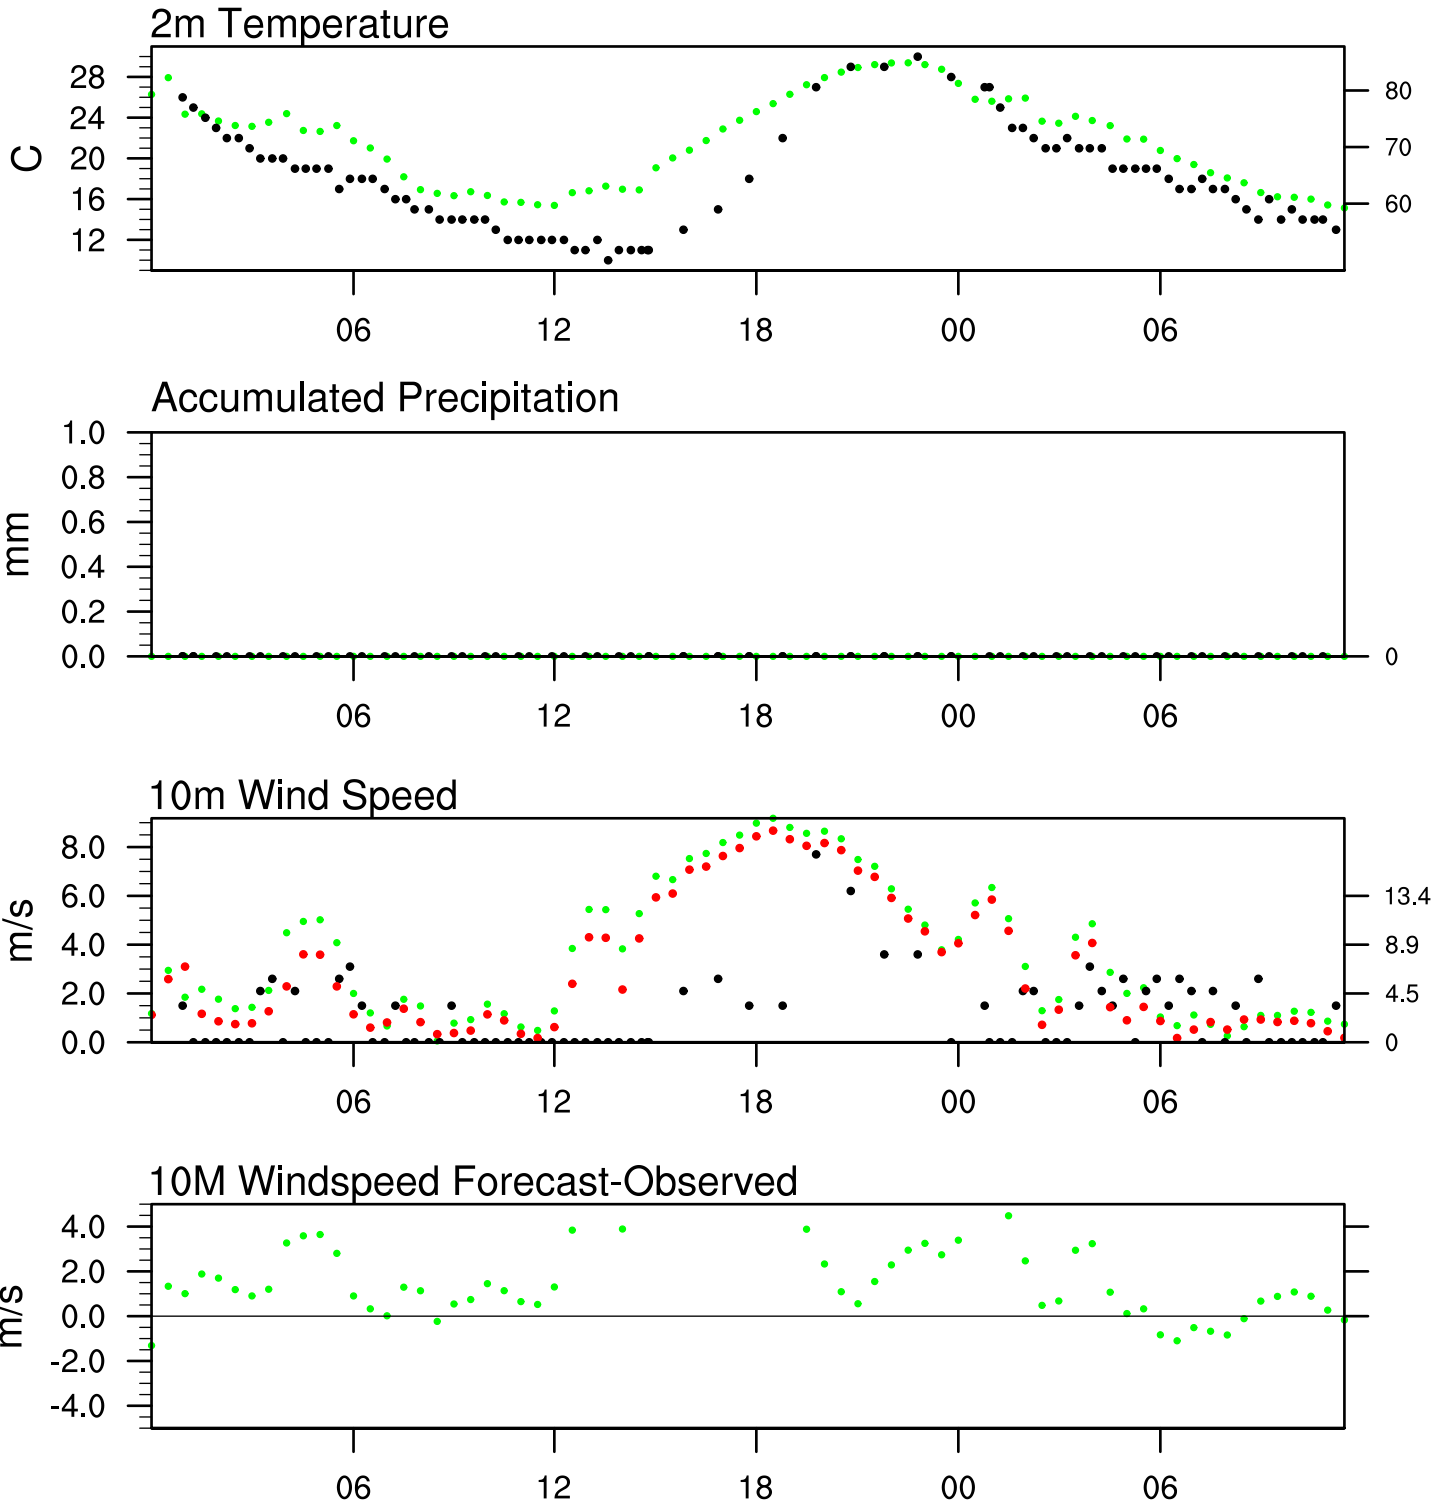 2m Temperature
28
24
20
16
12
C
80
70
60
06 12 18 00 06
Accumulated Precipitation
1.0
0.8
0.6
0.4
0.2
0.0
mm
0
06 12 18 00 06
10m Wind Speed
8.0
6.0
4.0
2.0
0.0
m/s
13.4
8.9
4.5
0
06 12 18 00 06
10M Windspeed Forecast-Observed
4.0
2.0
0.0
-2.0
-4.0
m/s
06 12 18 00 06